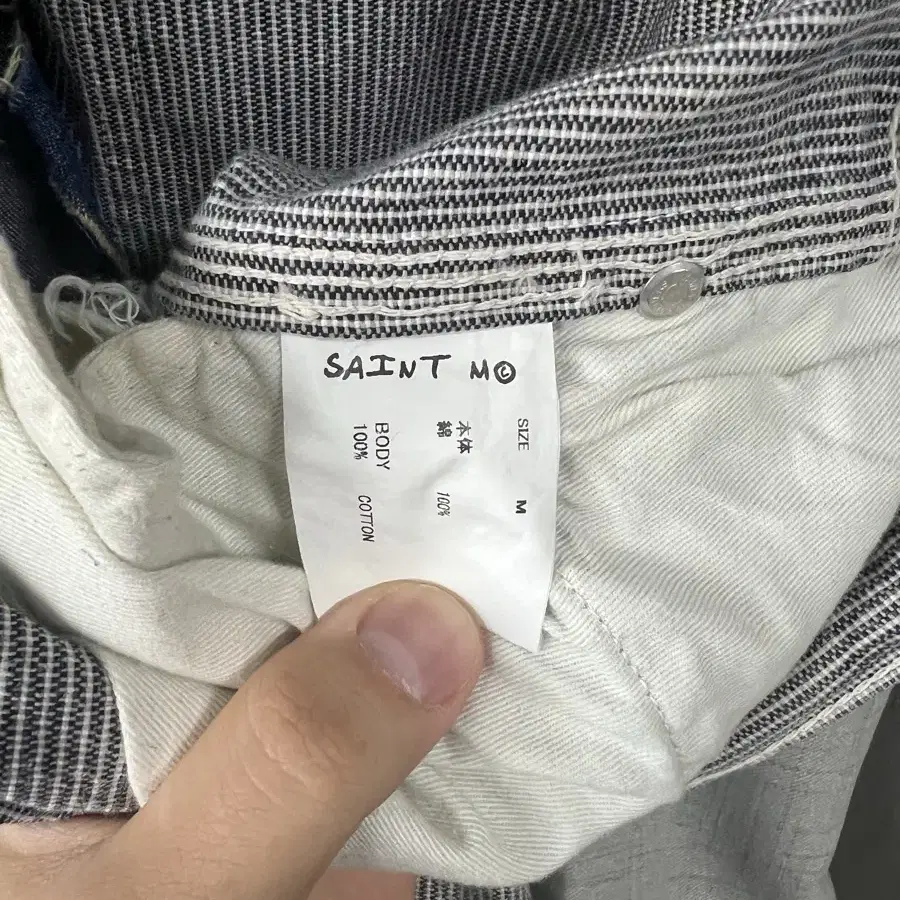 SAINT M©
SIZE M
本体
綿 100%
BODY
100% COTTON